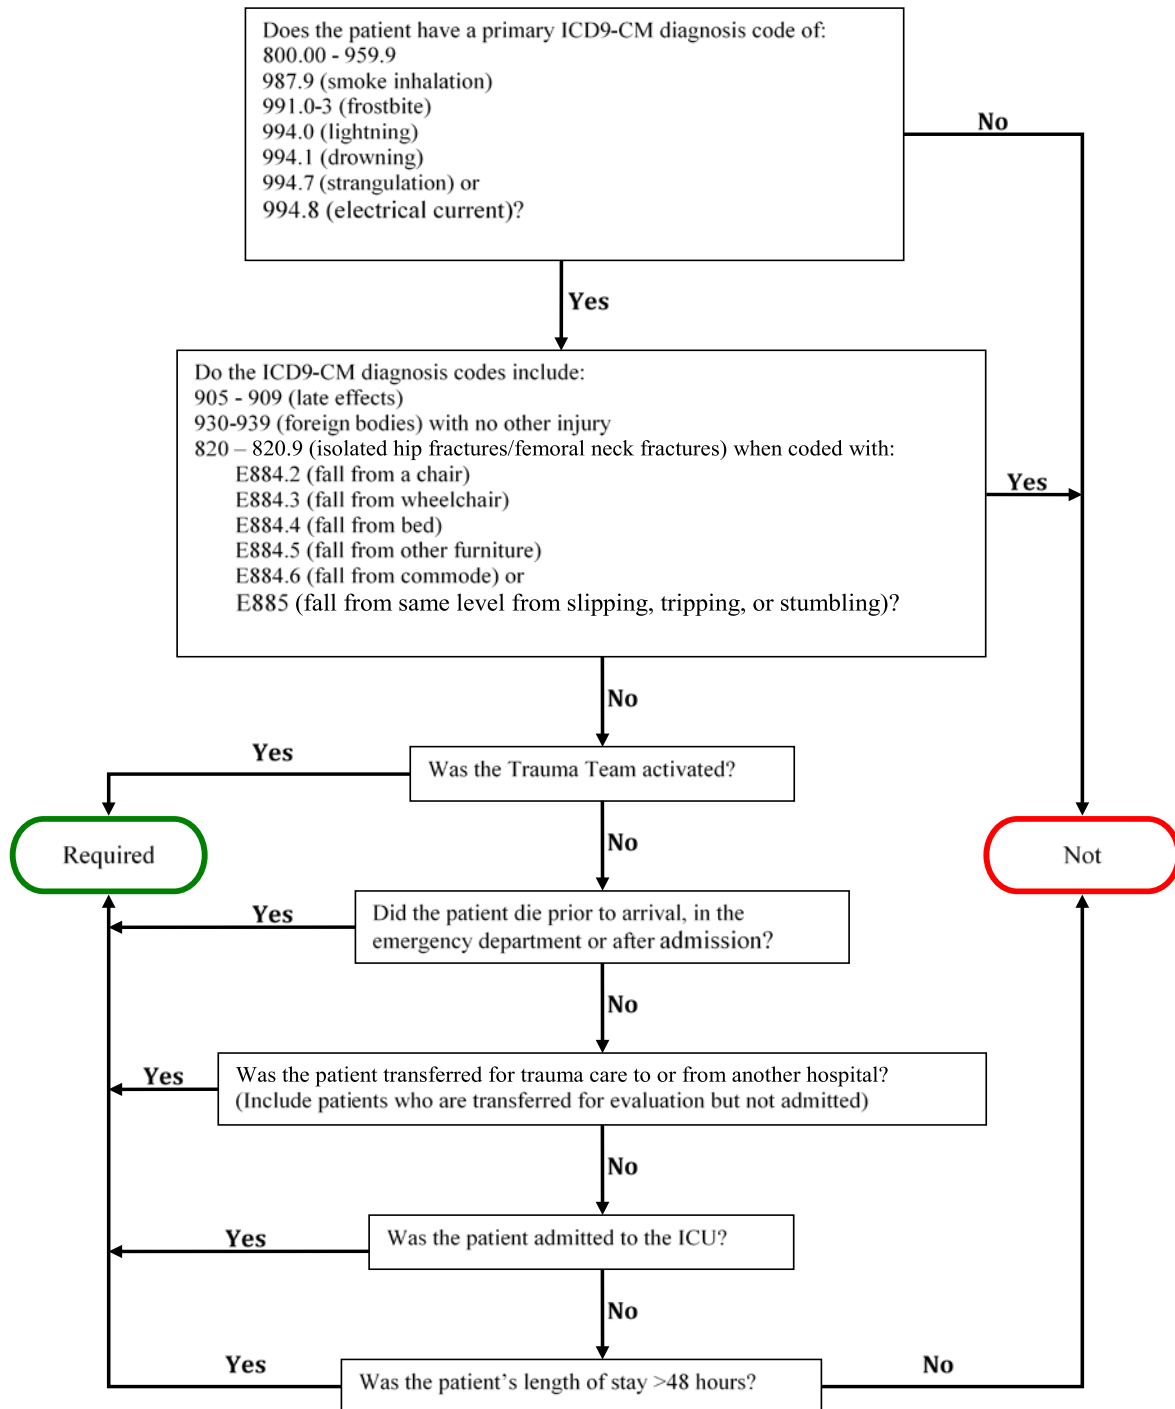 Does the patient have a primary ICD9-CM diagnosis code of:
800.00 - 959.9
987.9 (smoke inhalation)
991.0-3 (frostbite)
994.0 (lightning)
994.1 (drowning)
994.7 (strangulation) or
994.8 (electrical current)?
No
Yes
Do the ICD9-CM diagnosis codes include:
905 - 909 (late effects)
930-939 (foreign bodies) with no other injury
820 – 820.9 (isolated hip fractures/femoral neck fractures) when coded with:
E884.2 (fall from a chair)
E884.3 (fall from wheelchair)
E884.4 (fall from bed)
E884.5 (fall from other furniture)
E884.6 (fall from commode) or
E885 (fall from same level from slipping, tripping, or stumbling)?
Yes
No
Was the Trauma Team activated?
Yes
No
Required
Not
Did the patient die prior to arrival, in the
emergency department or after admission?
Yes
No
Was the patient transferred for trauma care to or from another hospital?
(Include patients who are transferred for evaluation but not admitted)
Yes
No
Was the patient admitted to the ICU?
Yes
No
Was the patient's length of stay >48 hours?
Yes
No